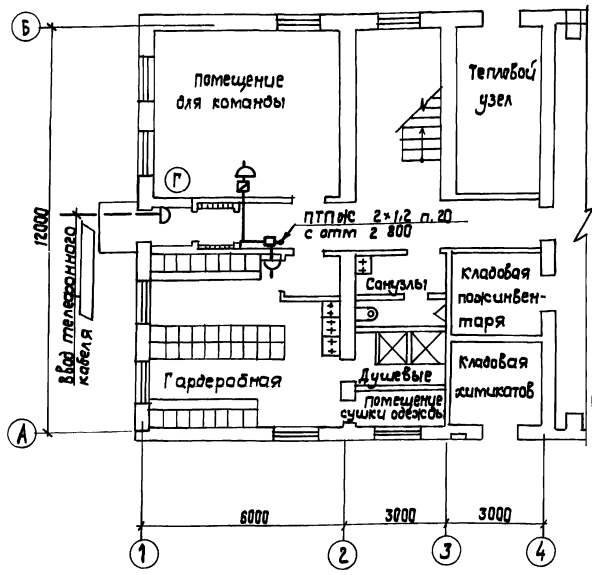 Б
Помещение
для команды
Тепловой
узел
Г
ПТПЖ 2×1,2 п.20
с отм 2 800
12000
Ввод телефонного
кабеля
Санузлы
Кладовая
пожинвен-
таря
Гардеробная
Душевые
Помещение
сушки одежды
Кладовая
химикатов
А
6000
3000
3000
1
2
3
4